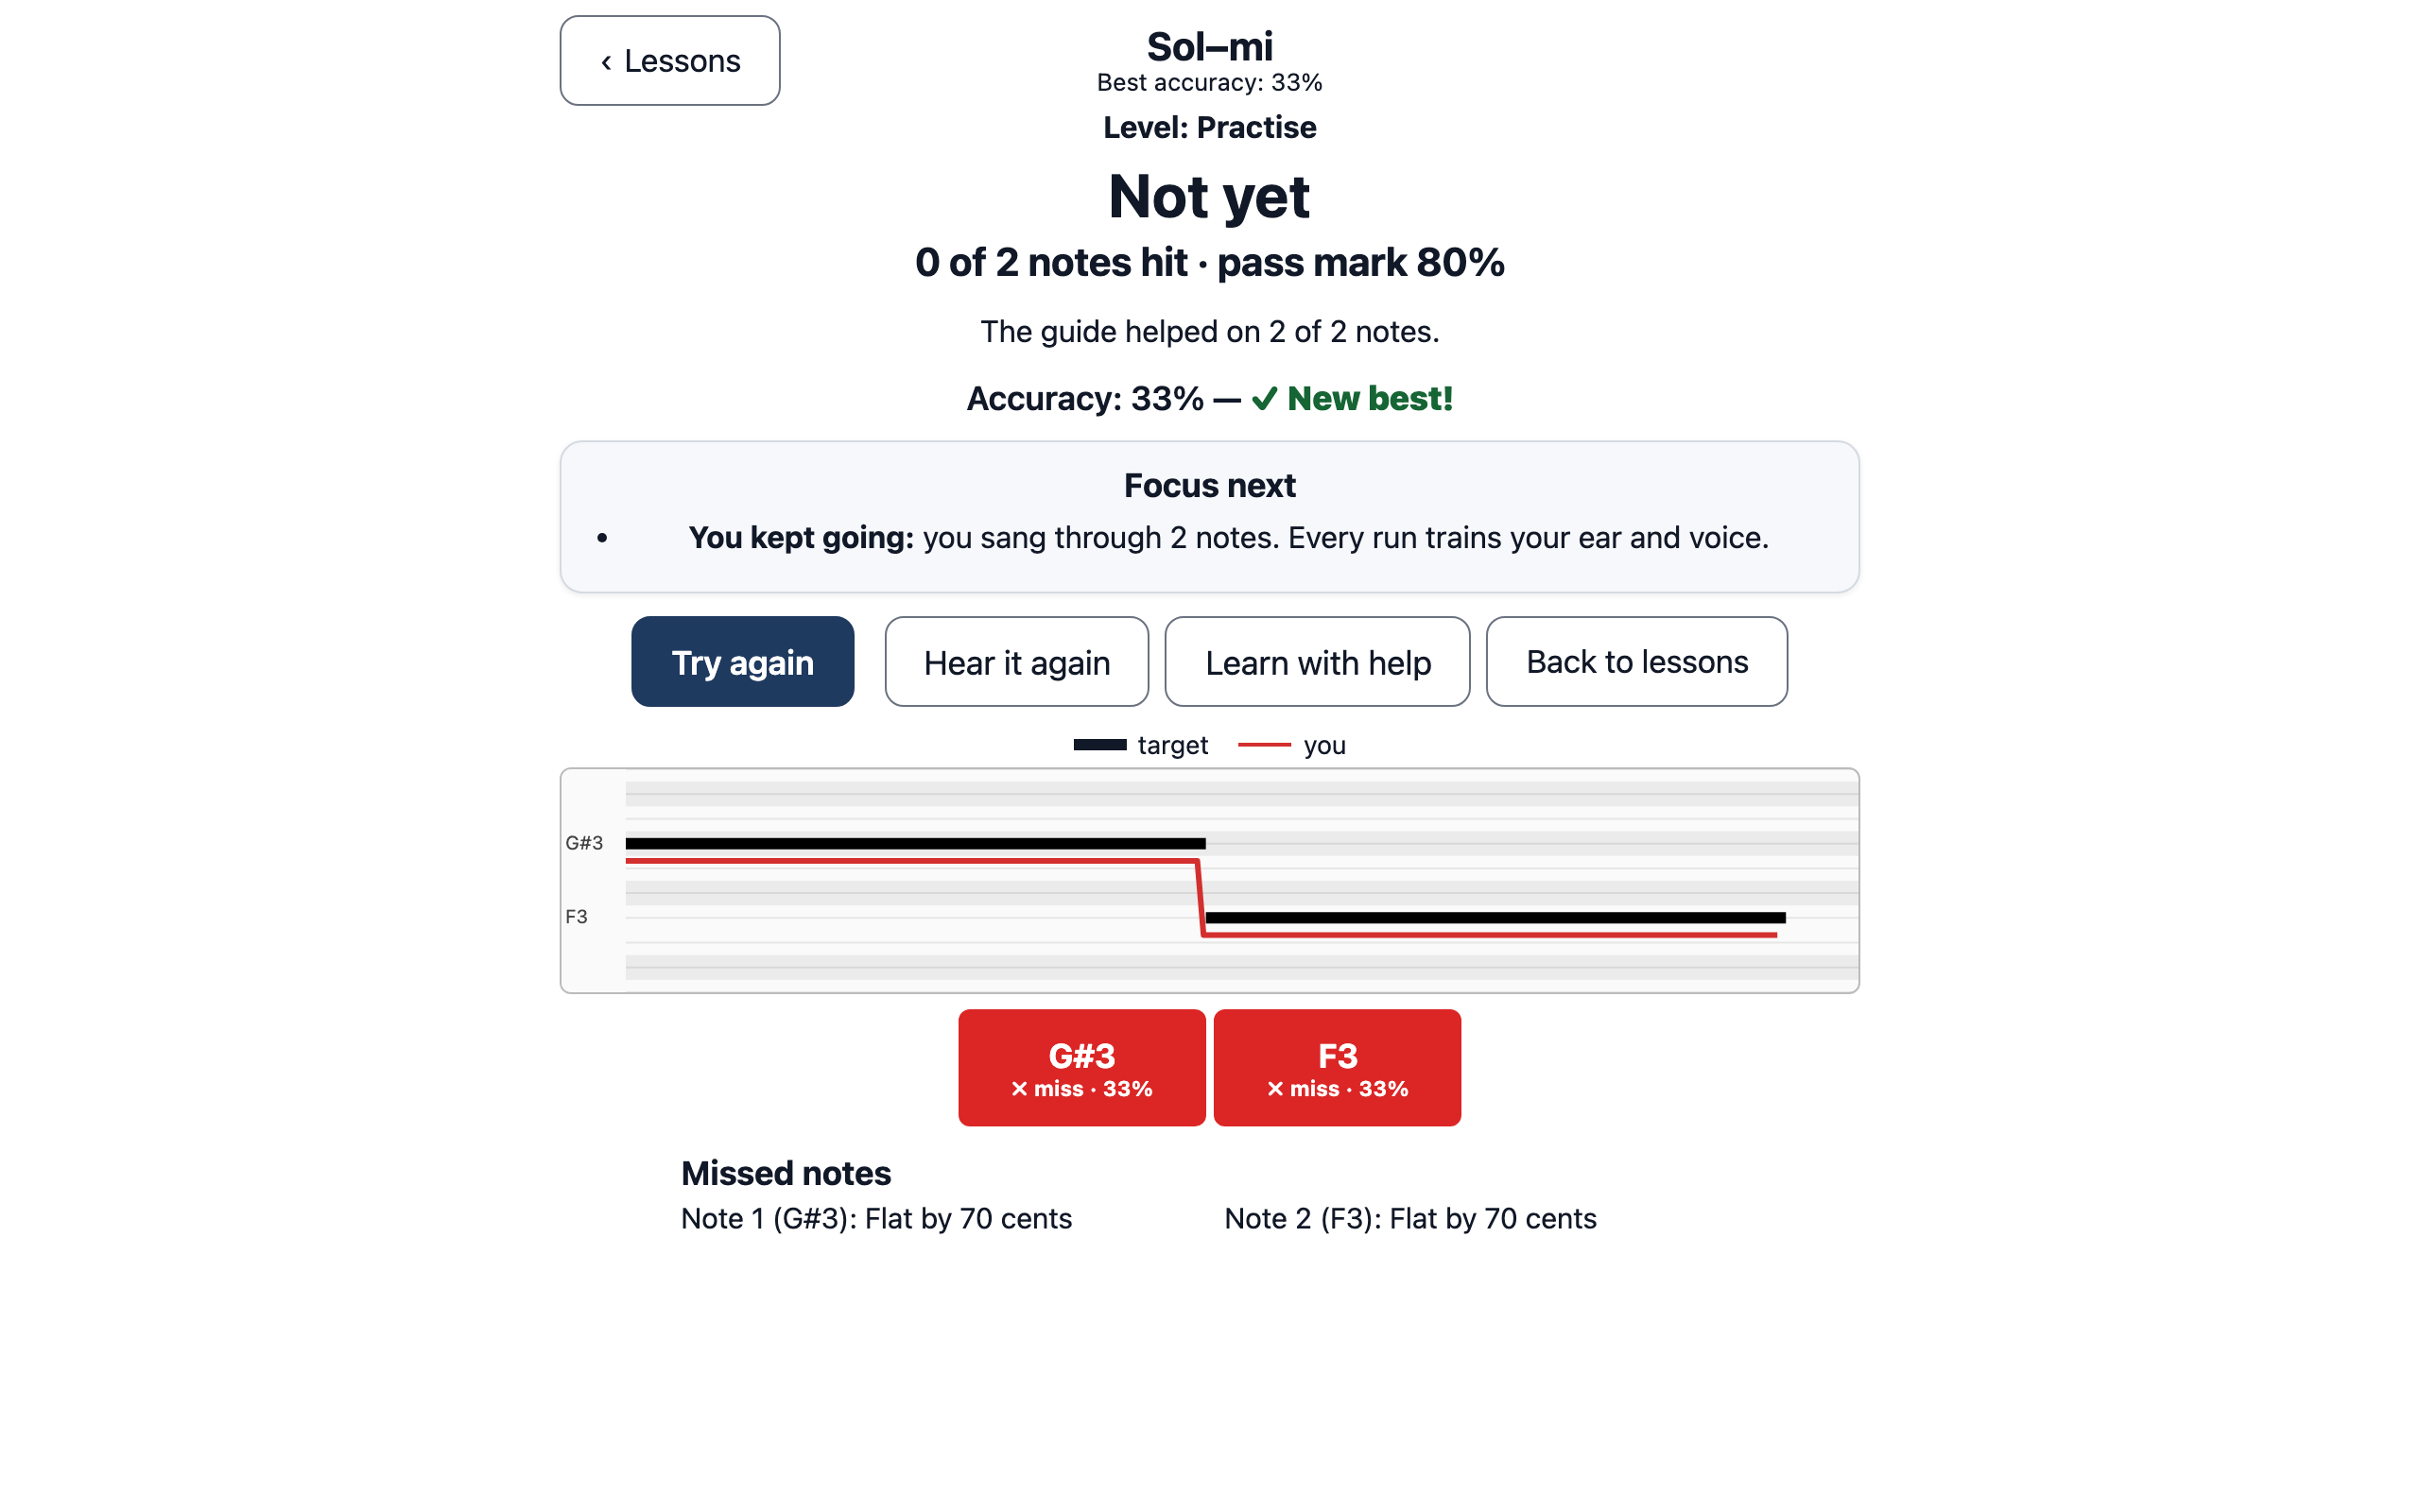 ‹ Lessons
Sol–mi
Best accuracy: 33%
Level: Practise
Not yet
0 of 2 notes hit · pass mark 80%
The guide helped on 2 of 2 notes.
Accuracy: 33% — ✓ New best!
Focus next
• You kept going: you sang through 2 notes. Every run trains your ear and voice.
Try again
Hear it again
Learn with help
Back to lessons
target
you
G#3
F3
G#3
✕ miss · 33%
F3
✕ miss · 33%
Missed notes
Note 1 (G#3): Flat by 70 cents
Note 2 (F3): Flat by 70 cents